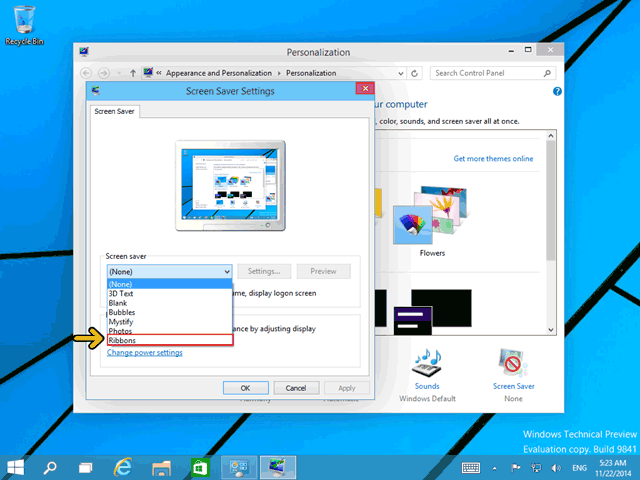 Recycle Bin
Personalization
Appearance and Personalization
Personalization
Search Control Panel
Screen Saver Settings
Screen Saver
ur computer
, color, sounds, and screen saver all at once.
Get more themes online
Flowers
Screen saver
(None)
Settings...
Preview
(None)
3D Text
Blank
Bubbles
Mystify
Photos
Ribbons
me, display logon screen
ance by adjusting display
Change power settings
OK
Cancel
Apply
Sounds
Windows Default
Screen Saver
None
Windows Technical Preview
Evaluation copy. Build 9841
ENG
5:23 AM
11/22/2014